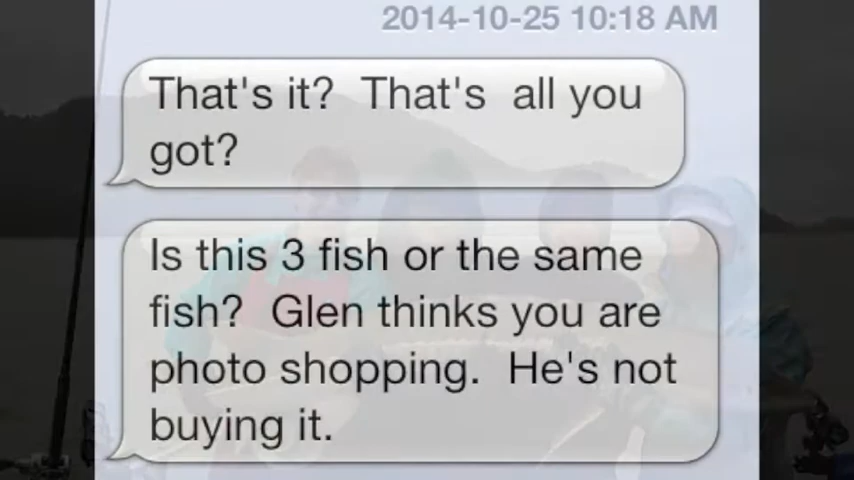 2014-10-25 10:18 AM
That's it? That's all you
got?
Is this 3 fish or the same
fish? Glen thinks you are
photo shopping. He's not
buying it.